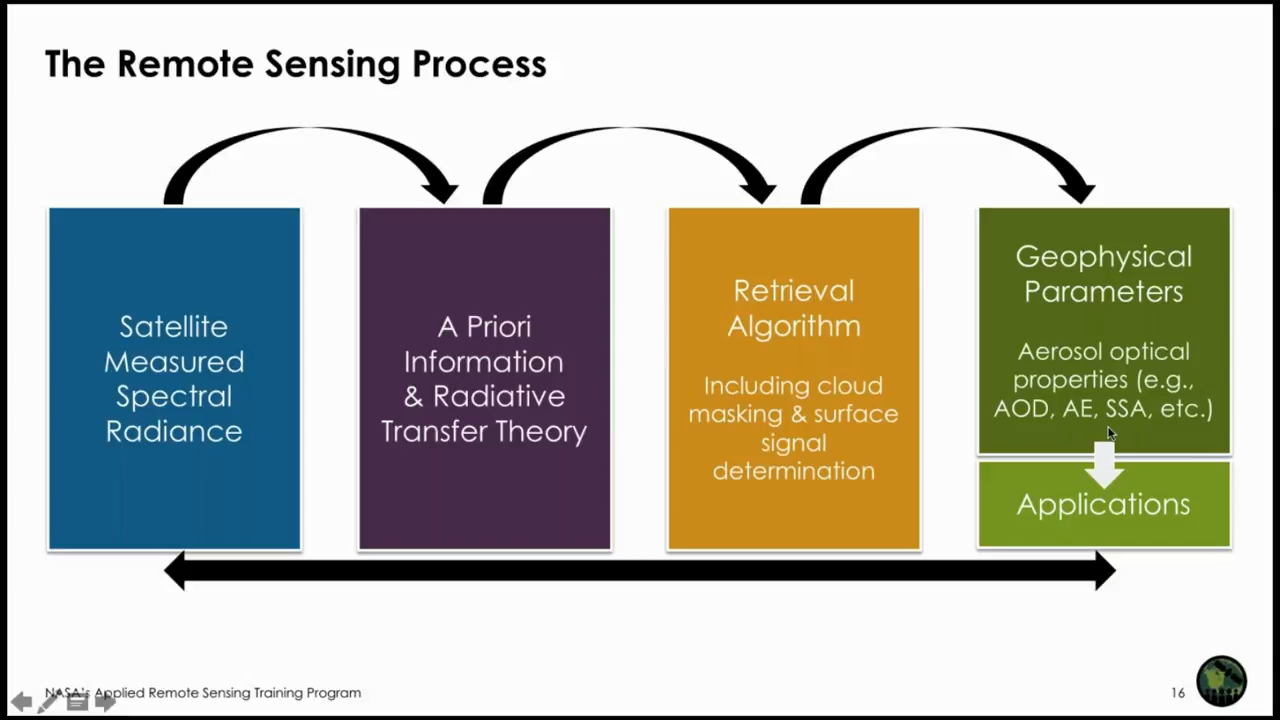 The Remote Sensing Process
Satellite
Measured
Spectral
Radiance
A Priori
Information
& Radiative
Transfer Theory
Retrieval
Algorithm
Including cloud
masking & surface
signal
determination
Geophysical
Parameters
Aerosol optical
properties (e.g.,
AOD, AE, SSA, etc.)
Applications
NASA's Applied Remote Sensing Training Program
16